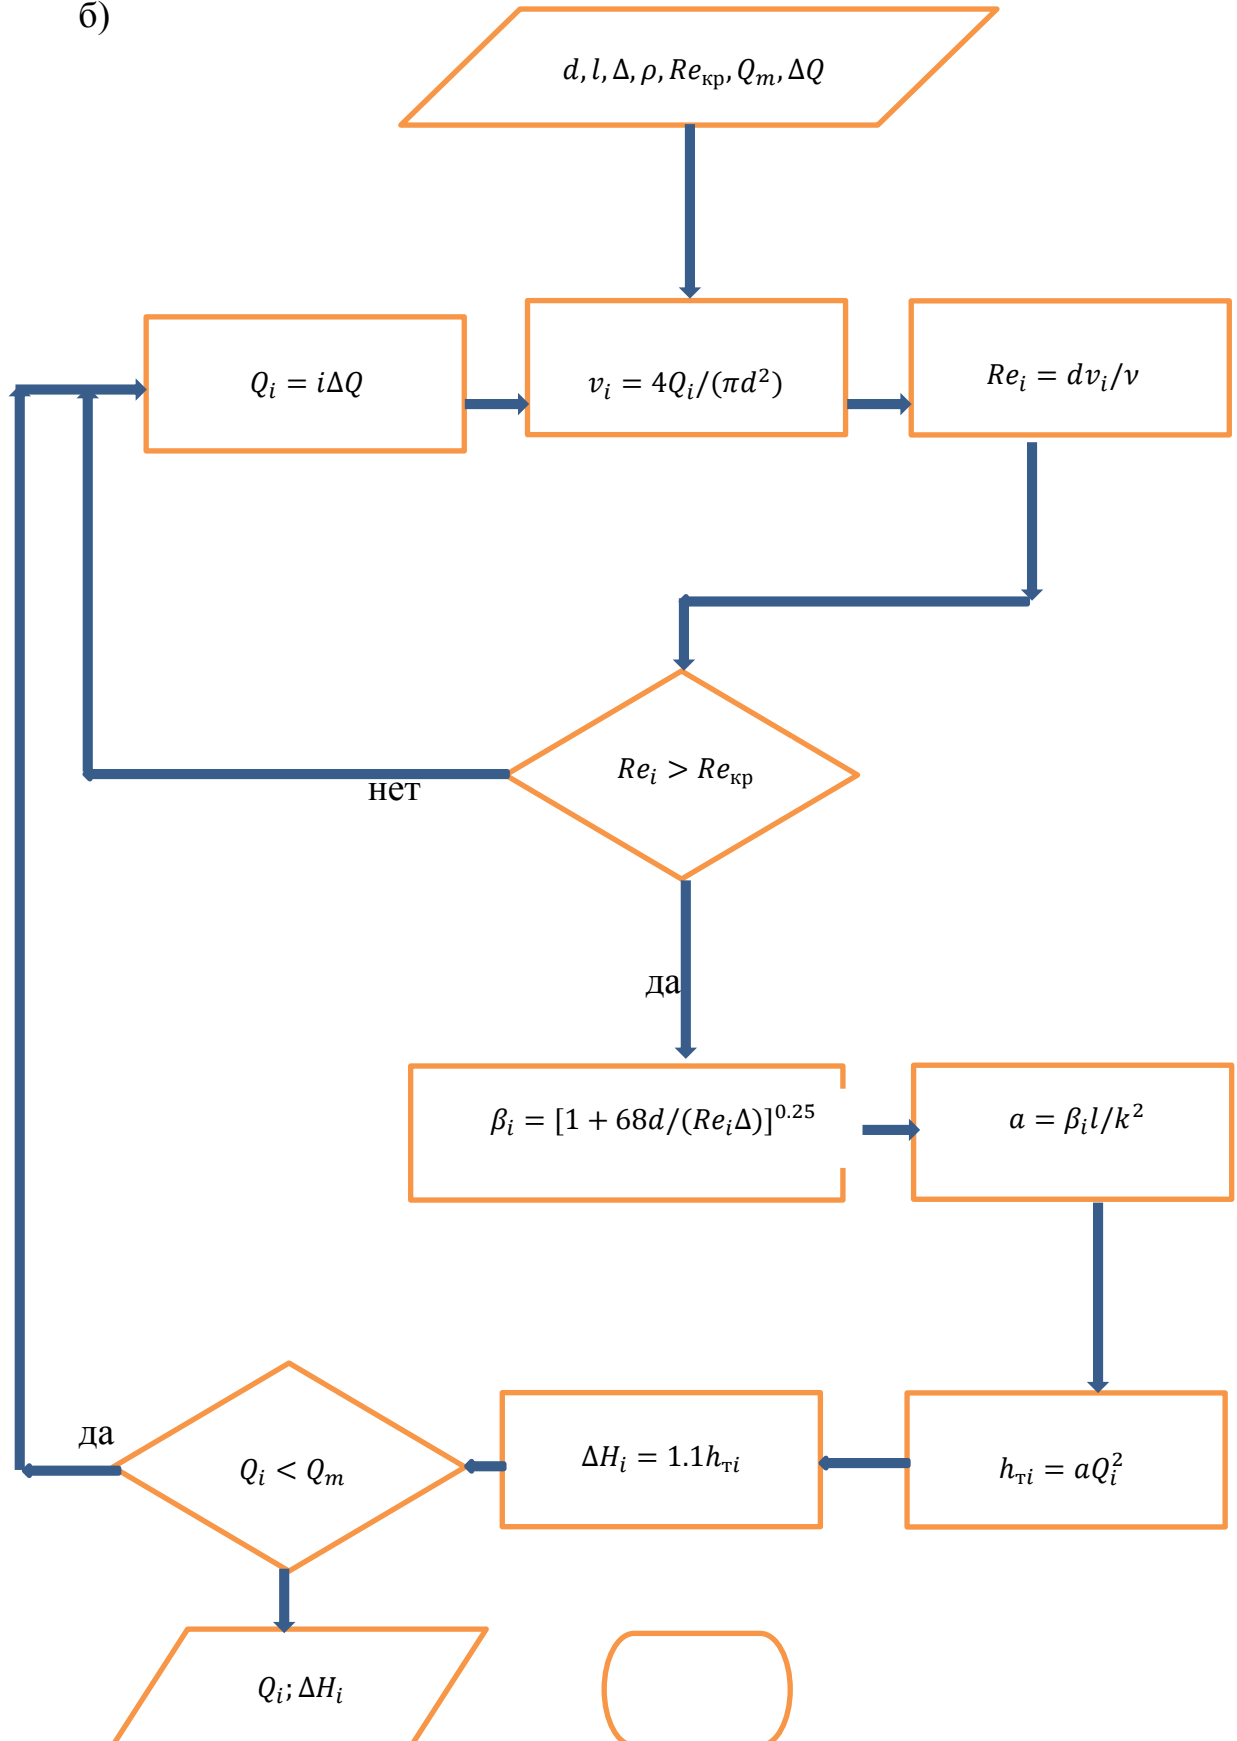 б)
d, l, Δ, ρ, Re_кр, Q_m, ΔQ
Q_i = iΔQ
v_i = 4Q_i/(πd²)
Re_i = dv_i/ν
Re_i > Re_кр
нет
да
β_i = [1 + 68d/(Re_iΔ)]^0.25
a = β_il/k²
да
Q_i < Q_m
ΔH_i = 1.1h_тi
h_тi = aQ_i²
Q_i; ΔH_i